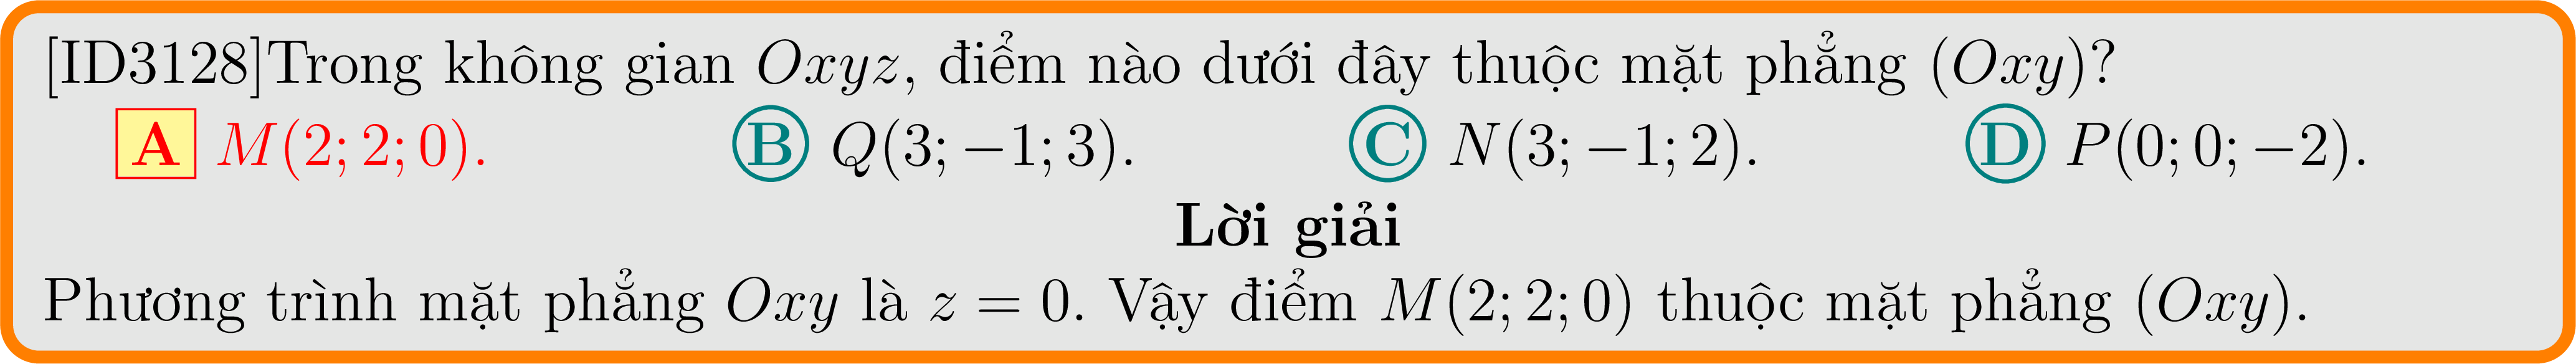 [ID3128]Trong không gian Oxyz, điểm nào dưới đây thuộc mặt phẳng (Oxy)?
A M(2; 2; 0). B Q(3; −1; 3). C N(3; −1; 2). D P(0; 0; −2).
Lời giải
Phương trình mặt phẳng Oxy là z = 0. Vậy điểm M(2; 2; 0) thuộc mặt phẳng (Oxy).